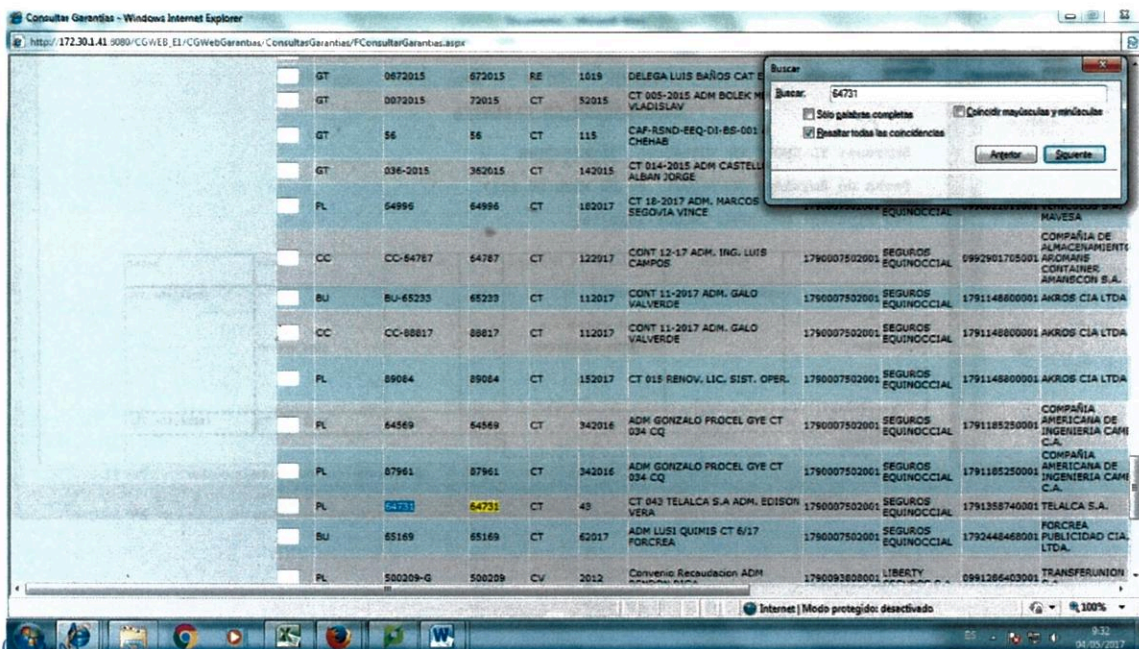 Consultar Garantías - Windows Internet Explorer
http://172.30.1.41:8080/CGWEB_E1/CGWebGarantias/ConsultasGarantias/FConsultarGarantias.aspx
GT 0672015 672015 RE 1019 DELEGA LUIS BAÑOS CAT E
GT 0072015 72015 CT 52015 CT 005-2015 ADM BOLEK
VLADISLAV
GT 56 56 CT 115 CAF-RSND-EEQ-DI-BS-001
CHEHAB
GT 036-2015 362015 CT 142015 CT 014-2015 ADM CASTELL
ALBAN JORGE
Buscar
Buscar: 64731
Sólo palabras completas
Coincidir mayúsculas y minúsculas
Resaltar todas las coincidencias
Anterior Siguiente
PL 64996 64996 CT 182017 CT 18-2017 ADM. MARCOS
SEGOVIA VINCE EQUINOCCIAL MAVESA
CC CC-64787 64787 CT 122017 CONT 12-17 ADM. ING. LUIS
CAMPOS 1790007502001 SEGUROS
EQUINOCCIAL 0992901705001 COMPAÑIA DE
ALMACENAMIENTO
AROMANS
CONTAINER
AMANSCON S.A.
BU BU-65233 65233 CT 112017 CONT 11-2017 ADM. GALO
VALVERDE 1790007502001 SEGUROS
EQUINOCCIAL 1791148800001 AKROS CIA LTDA
CC CC-88817 88817 CT 112017 CONT 11-2017 ADM. GALO
VALVERDE 1790007502001 SEGUROS
EQUINOCCIAL 1791148800001 AKROS CIA LTDA
PL 89084 89084 CT 152017 CT 015 RENOV. LIC. SIST. OPER. 1790007502001 SEGUROS
EQUINOCCIAL 1791148800001 AKROS CIA LTDA
PL 64569 64569 CT 342016 ADM GONZALO PROCEL GYE CT
034 CQ 1790007502001 SEGUROS
EQUINOCCIAL 1791185250001 COMPAÑIA
AMERICANA DE
INGENIERIA CAME
C.A.
PL 87961 87961 CT 342016 ADM GONZALO PROCEL GYE CT
034 CQ 1790007502001 SEGUROS
EQUINOCCIAL 1791185250001 COMPAÑIA
AMERICANA DE
INGENIERIA CAME
C.A.
PL 64731 64731 CT 43 CT 043 TELALCA S.A ADM. EDISON
VERA 1790007502001 SEGUROS
EQUINOCCIAL 1791358740001 TELALCA S.A.
BU 65169 65169 CT 62017 ADM LUSI QUIMIS CT 6/17
FORCREA 1790007502001 SEGUROS
EQUINOCCIAL 1792448468001 FORCREA
PUBLICIDAD CIA.
LTDA.
PL 500209-G 500209 CV 2012 Convenio Recaudacion ADM
1790093808001 LIBERTY
0991266403001 TRANSFERUNION
Internet | Modo protegido: desactivado 100%
ES 9:32
04/05/2017